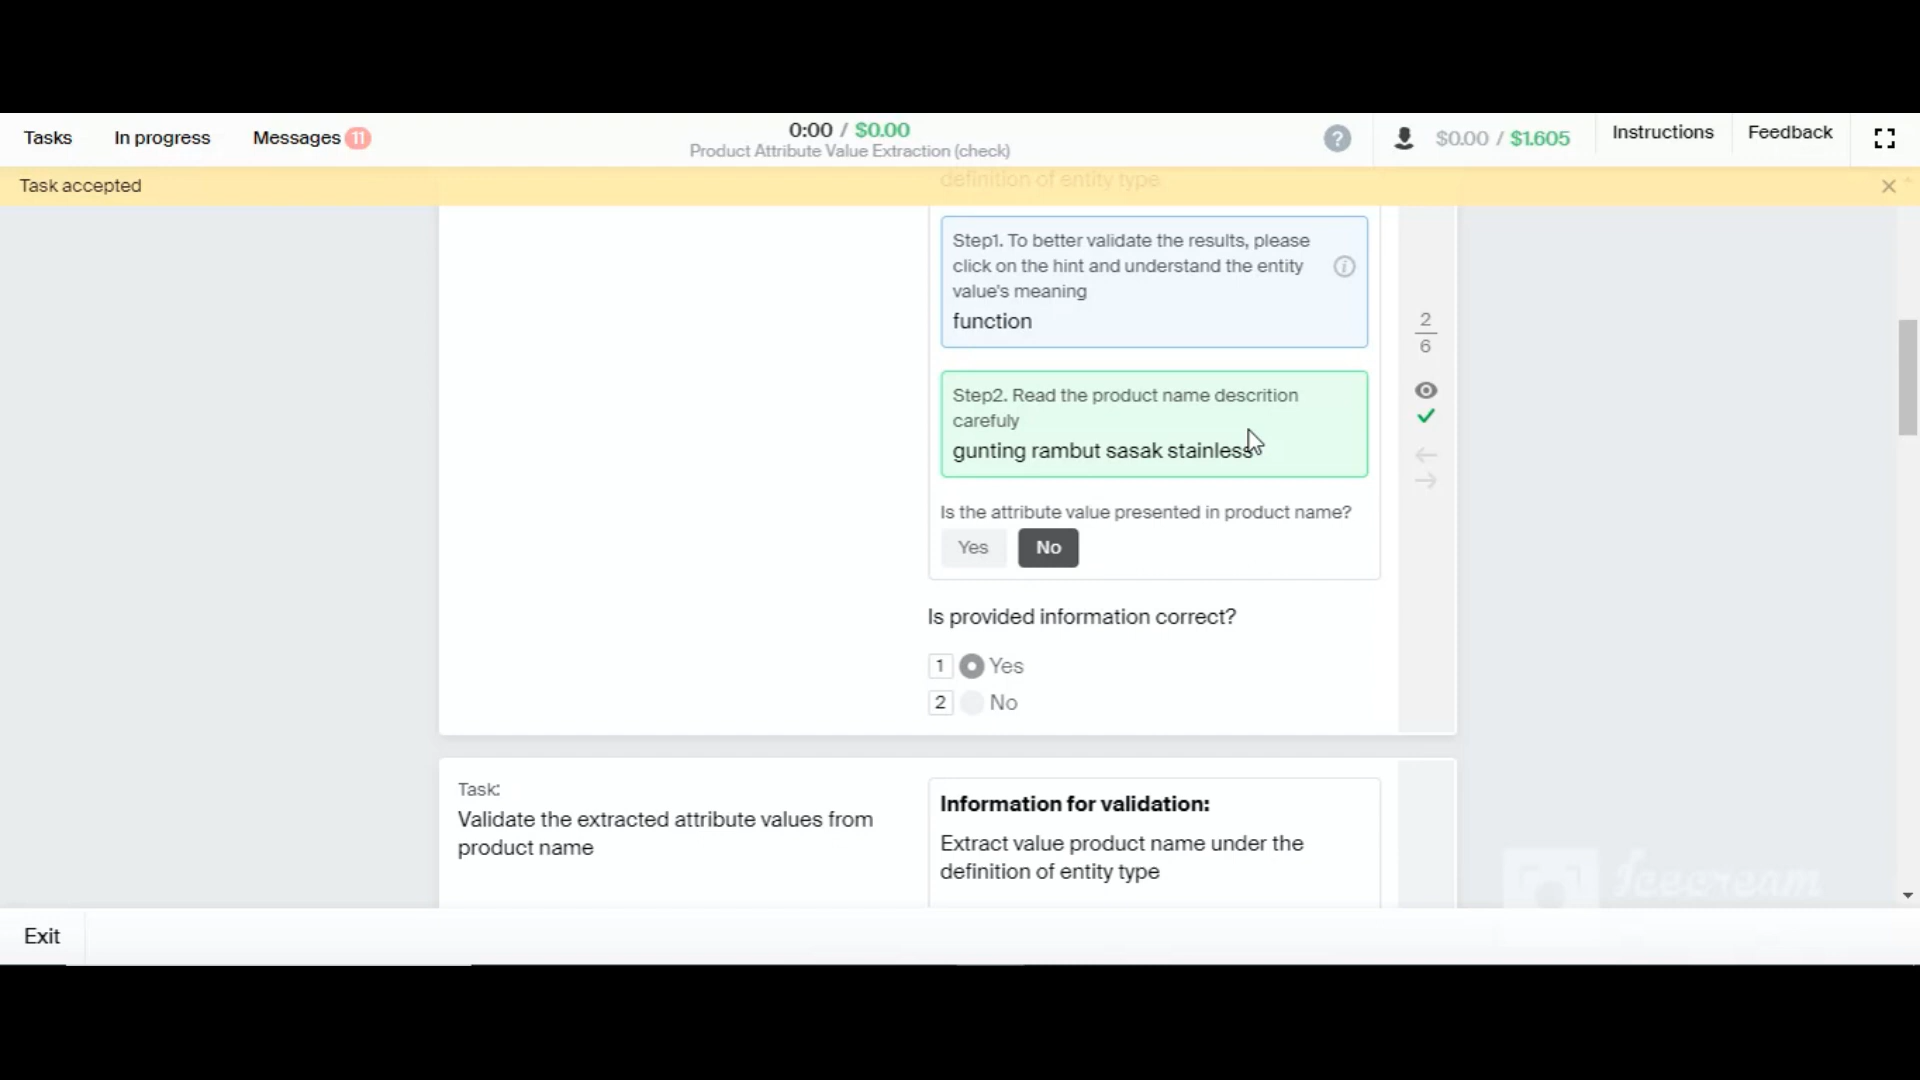 Tasks In progress Messages 11
0:00 / $0.00
Product Attribute Value Extraction (check)
? $0.00 / $1.605 Instructions Feedback
Task accepted
definition of entity type
Step1. To better validate the results, please
click on the hint and understand the entity
value's meaning
function
Step2. Read the product name descrition
carefuly
gunting rambut sasak stainless
2
6
Is the attribute value presented in product name?
Yes No
Is provided information correct?
1 Yes
2 No
Task:
Validate the extracted attribute values from
product name
Information for validation:
Extract value product name under the
definition of entity type
Icecream
Exit